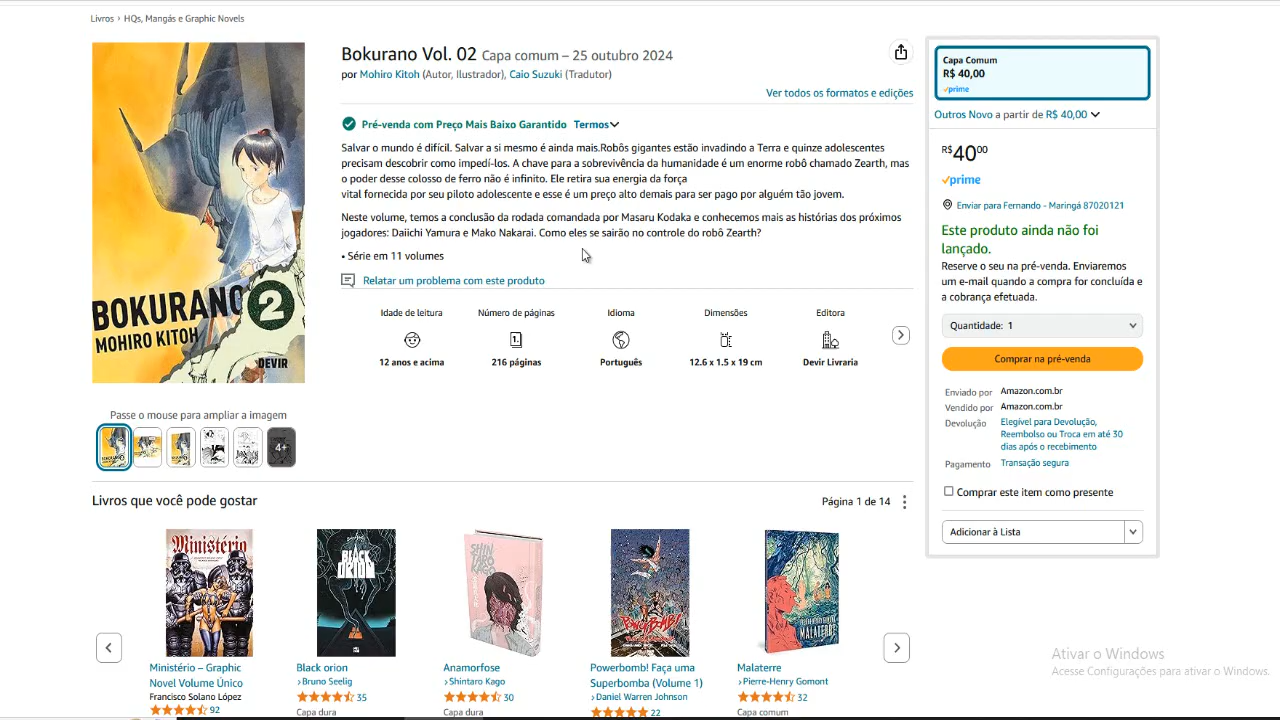 Livros › HQs, Mangás e Graphic Novels
Bokurano Vol. 02 Capa comum – 25 outubro 2024
por Mohiro Kitoh (Autor, Ilustrador), Caio Suzuki (Tradutor)
Ver todos os formatos e edições
Pré-venda com Preço Mais Baixo Garantido Termos
Salvar o mundo é difícil. Salvar a si mesmo é ainda mais.Robôs gigantes estão invadindo a Terra e quinze adolescentes
precisam descobrir como impedí-los. A chave para a sobrevivência da humanidade é um enorme robô chamado Zearth, mas
o poder desse colosso de ferro não é infinito. Ele retira sua energia da força
vital fornecida por seu piloto adolescente e esse é um preço alto demais para ser pago por alguém tão jovem.
Neste volume, temos a conclusão da rodada comandada por Masaru Kodaka e conhecemos mais as histórias dos próximos
jogadores: Daiichi Yamura e Mako Nakarai. Como eles se sairão no controle do robô Zearth?
• Série em 11 volumes
Relatar um problema com este produto
Idade de leitura
12 anos e acima
Número de páginas
1.
216 páginas
Idioma
Português
Dimensões
12.6 x 1.5 x 19 cm
Editora
Devir Livraria
BOKURANO 2
MOHIRO KITOH
DEVIR
Passe o mouse para ampliar a imagem
4+
Capa Comum
R$ 40,00
prime
Outros Novo a partir de R$ 40,00
R$4000
prime
Enviar para Fernando - Maringá 87020121
Este produto ainda não foi
lançado.
Reserve o seu na pré-venda. Enviaremos
um e-mail quando a compra for concluída e
a cobrança efetuada.
Quantidade: 1
Comprar na pré-venda
Enviado por Amazon.com.br
Vendido por Amazon.com.br
Devolução Elegível para Devolução,
Reembolso ou Troca em até 30
dias após o recebimento
Pagamento Transação segura
Comprar este item como presente
Adicionar à Lista
Livros que você pode gostar
Página 1 de 14
Ministério
BLACK
ORION
Ministério – Graphic
Novel Volume Único
Francisco Solano López
92
Black orion
› Bruno Seelig
35
Capa dura
Anamorfose
› Shintaro Kago
30
Capa dura
Powerbomb! Faça uma
Superbomba (Volume 1)
› Daniel Warren Johnson
22
MALATERRE
Malaterre
› Pierre-Henry Gomont
32
Capa comum
Ativar o Windows
Acesse Configurações para ativar o Windows.